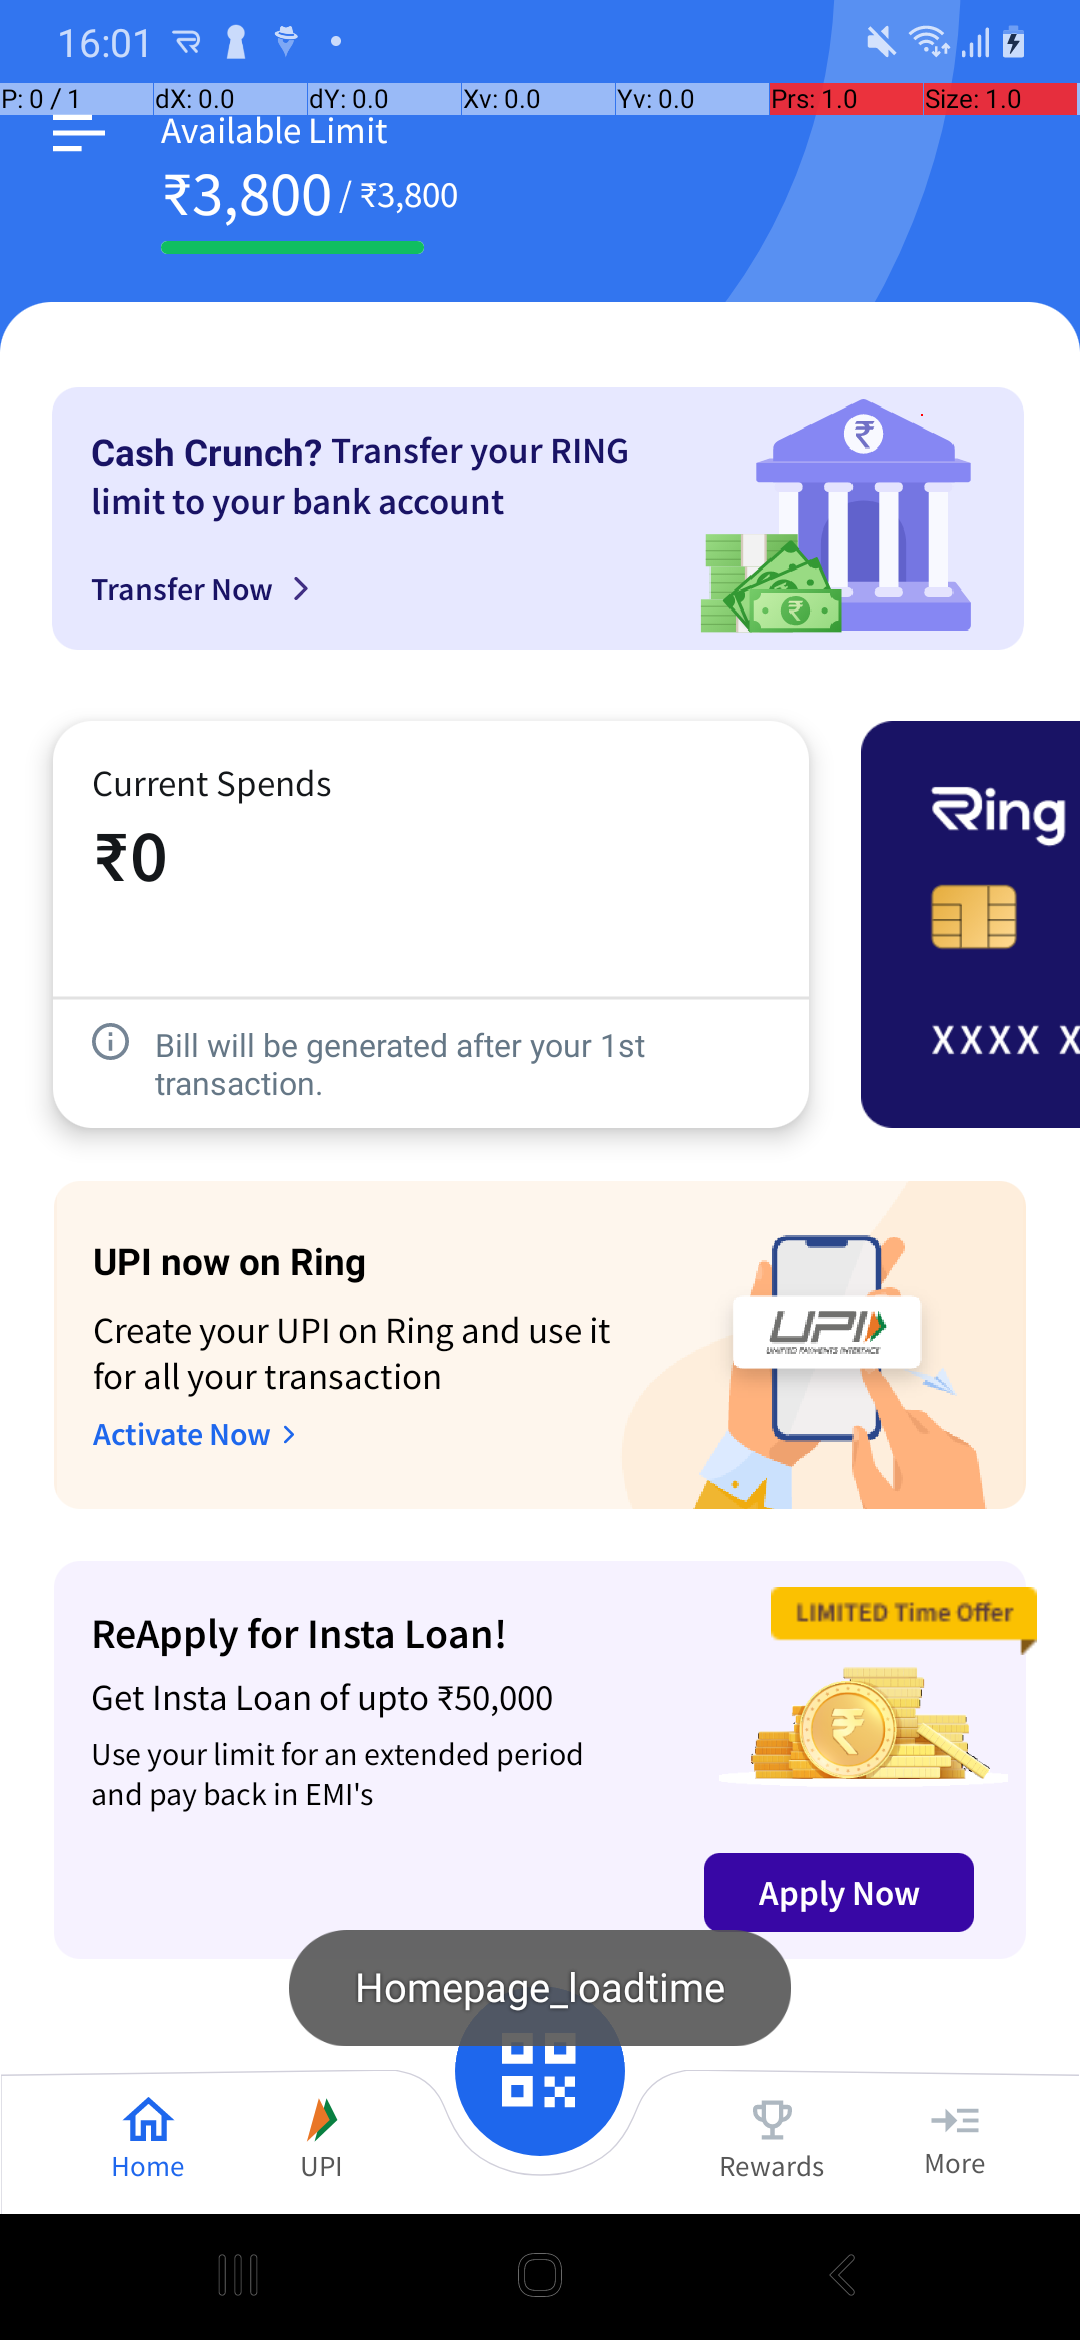 16:01
P: 0 / 1 dX: 0.0 dY: 0.0 Xv: 0.0 Yv: 0.0 Prs: 1.0 Size: 1.0
Available Limit
₹3,800 / ₹3,800
Cash Crunch? Transfer your RING
limit to your bank account
Transfer Now
Current Spends
₹0
Bill will be generated after your 1st
transaction.
Ring
XXXX X
UPI now on Ring
Create your UPI on Ring and use it
for all your transaction
Activate Now
UPI
UNIFIED PAYMENTS INTERFACE
LIMITED Time Offer
ReApply for Insta Loan!
Get Insta Loan of upto ₹50,000
Use your limit for an extended period
and pay back in EMI's
Apply Now
Homepage_loadtime
Home
UPI
Rewards
More